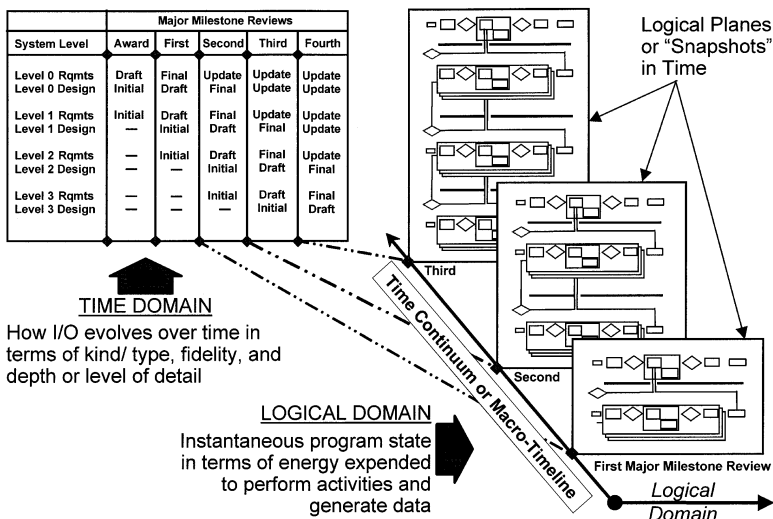 Major Milestone Reviews
System Level Award First Second Third Fourth
Level 0 Rqmts Draft Final Update Update Update
Level 0 Design Initial Draft Final Update Update
Level 1 Rqmts Initial Draft Final Update Update
Level 1 Design — Initial Draft Final Update
Level 2 Rqmts — Initial Draft Final Update
Level 2 Design — — Initial Draft Final
Level 3 Rqmts — — Initial Draft Final
Level 3 Design — — — Initial Draft
Logical Planes
or “Snapshots”
in Time
TIME DOMAIN
How I/O evolves over time in
terms of kind/ type, fidelity, and
depth or level of detail
Third
Second
First Major Milestone Review
Time Continuum or Macro-Timeline
LOGICAL DOMAIN
Instantaneous program state
in terms of energy expended
to perform activities and
generate data
Logical
Domain